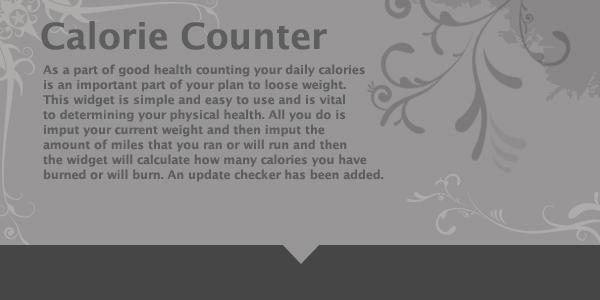 Calorie Counter
As a part of good health counting your daily calories
is an important part of your plan to loose weight.
This widget is simple and easy to use and is vital
to determining your physical health. All you do is
imput your current weight and then imput the
amount of miles that you ran or will run and then
the widget will calculate how many calories you have
burned or will burn. An update checker has been added.